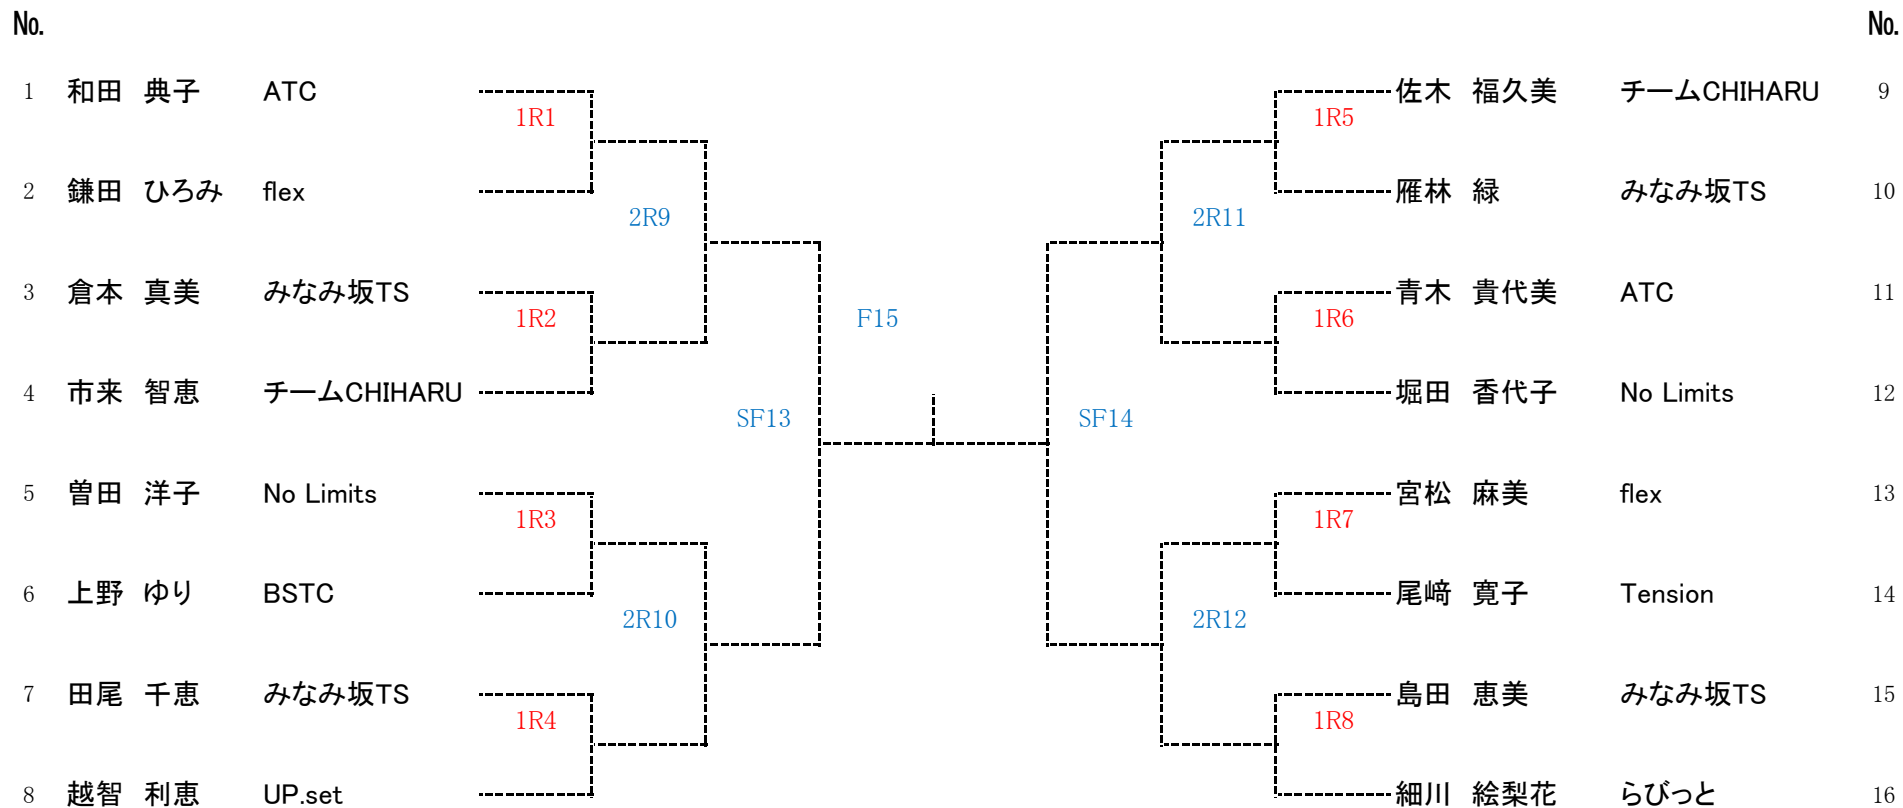 No. No.
1 和田 典子 ATC 佐木 福久美 チームCHIHARU 9
1R1 1R5
2 鎌田 ひろみ flex 雁林 緑 みなみ坂TS 10
2R9 2R11
3 倉本 真美 みなみ坂TS 青木 貴代美 ATC 11
1R2 F15 1R6
4 市来 智恵 チームCHIHARU 堀田 香代子 No Limits 12
SF13 SF14
5 曽田 洋子 No Limits 宮松 麻美 flex 13
1R3 1R7
6 上野 ゆり BSTC 尾﨑 寛子 Tension 14
2R10 2R12
7 田尾 千恵 みなみ坂TS 島田 恵美 みなみ坂TS 15
1R4 1R8
8 越智 利恵 UP.set 細川 絵梨花 らびっと 16